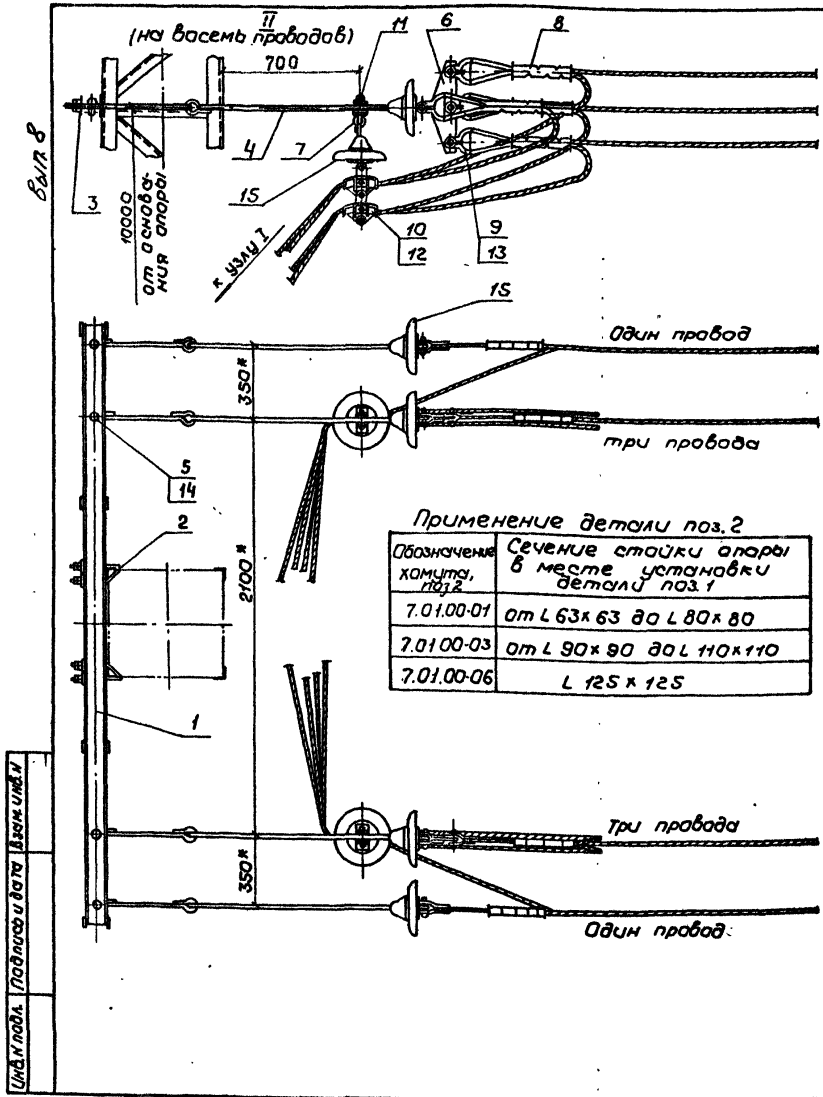 II
(на восемь проводов)
11
6
8
700
вып. 8
3
10000
от основа-
ния опоры
4
7
15
к узлу I
10
12
9
13
15
Один провод
350*
три провода
5
14
2
2100*
Применение детали поз. 2
Обозначение хомута, поз 2
Сечение стойки опоры в месте установки детали поз. 1
7.01.00-01 от L 63×63 до L 80×80
7.01.00-03 от L 90×90 до L 110×110
7.01.00-06 L 125×125
1
Три провода
350*
Один провод
Инв.N подл.
Подпись и дата
Взам.инв.N